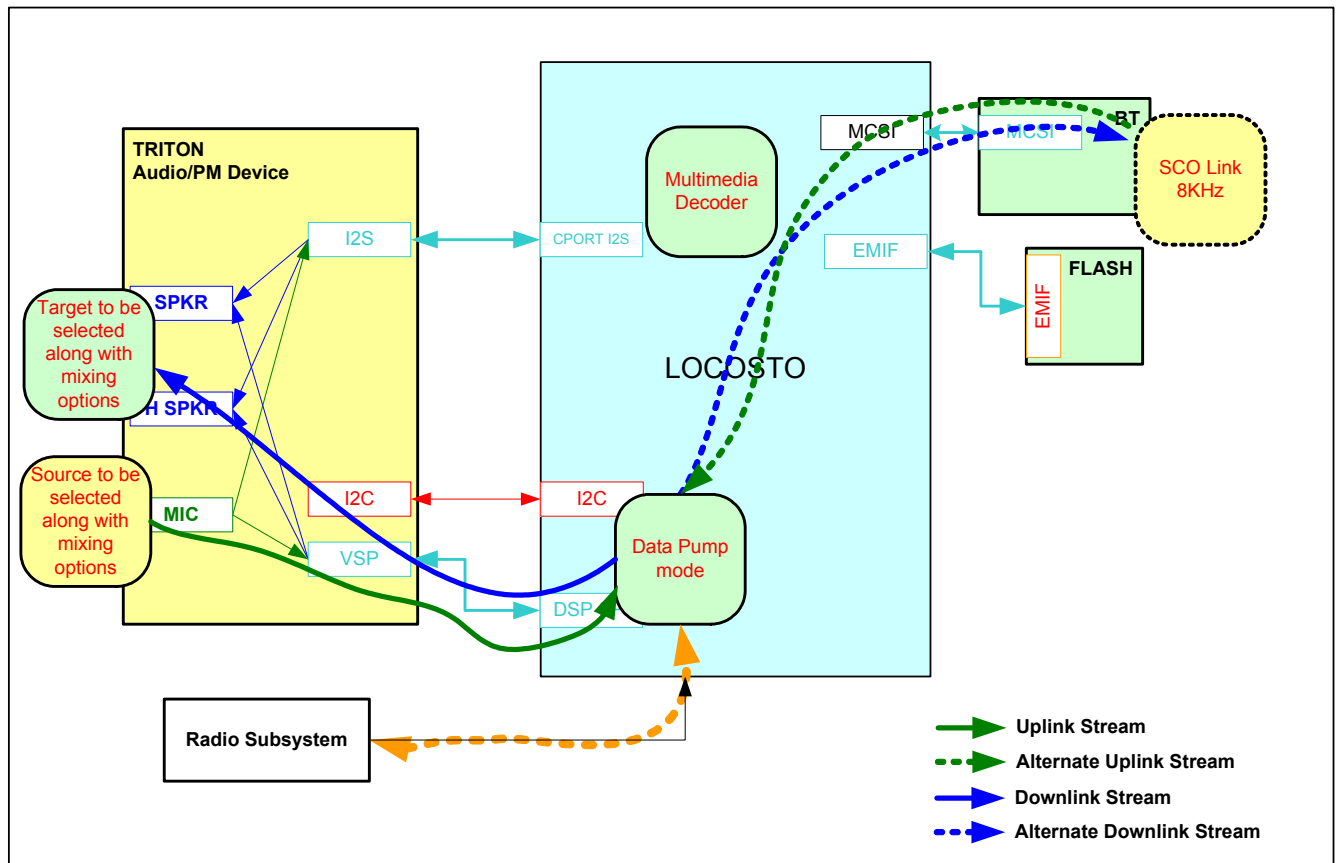 TRITON
Audio/PM Device
I2S
SPKR
H SPKR
Target to be
selected
along with
mixing
options
Source to be
selected
along with
mixing
options
MIC
I2C
VSP
CPORT I2S
Multimedia
Decoder
MCSI
EMIF
LOCOSTO
I2C
Data Pump
mode
DSP
BT
MCSI
SCO Link
8KHz
FLASH
EMIF
Radio Subsystem
Uplink Stream
Alternate Uplink Stream
Downlink Stream
Alternate Downlink Stream